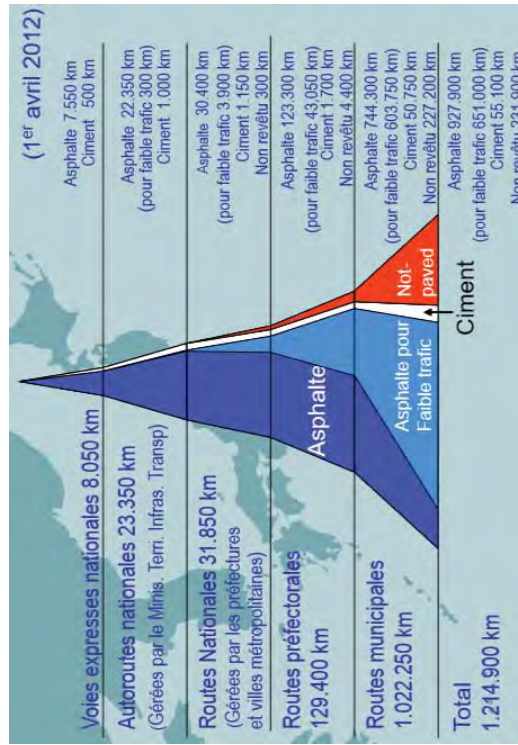 (1er avril 2012)
Voies expresses nationales 8.050 km
Asphalte 7.550 km
Ciment 500 km
Autoroutes nationales 23.350 km
(Gérées par le Minis. Terri. Infras. Transp)
Asphalte 22.350 km
(pour faible trafic 300 km)
Ciment 1.000 km
Routes Nationales 31.850 km
(Gérées par les préfectures
et villes métropolitaines)
Asphalte 30.400 km
(pour faible trafic 3.900 km)
Ciment 1.150 km
Non revêtu 300 km
Routes préfectorales
129.400 km
Asphalte
Asphalte 123.300 km
(pour faible trafic 43,050 km)
Ciment 1.700 km
Non revêtu 4.400 km
Routes municipales
1.022.250 km
Asphalte pour
Faible trafic
Not-
paved
Asphalte 744.300 km
(pour faible trafic 603.750 km)
Ciment 50.750 km
Non revêtu 227.200 km
Ciment
Total
1.214.900 km
Asphalte 927.900 km
(pour faible trafic 651.000 km)
Ciment 55.100 km
Non revêtu 231.900 km